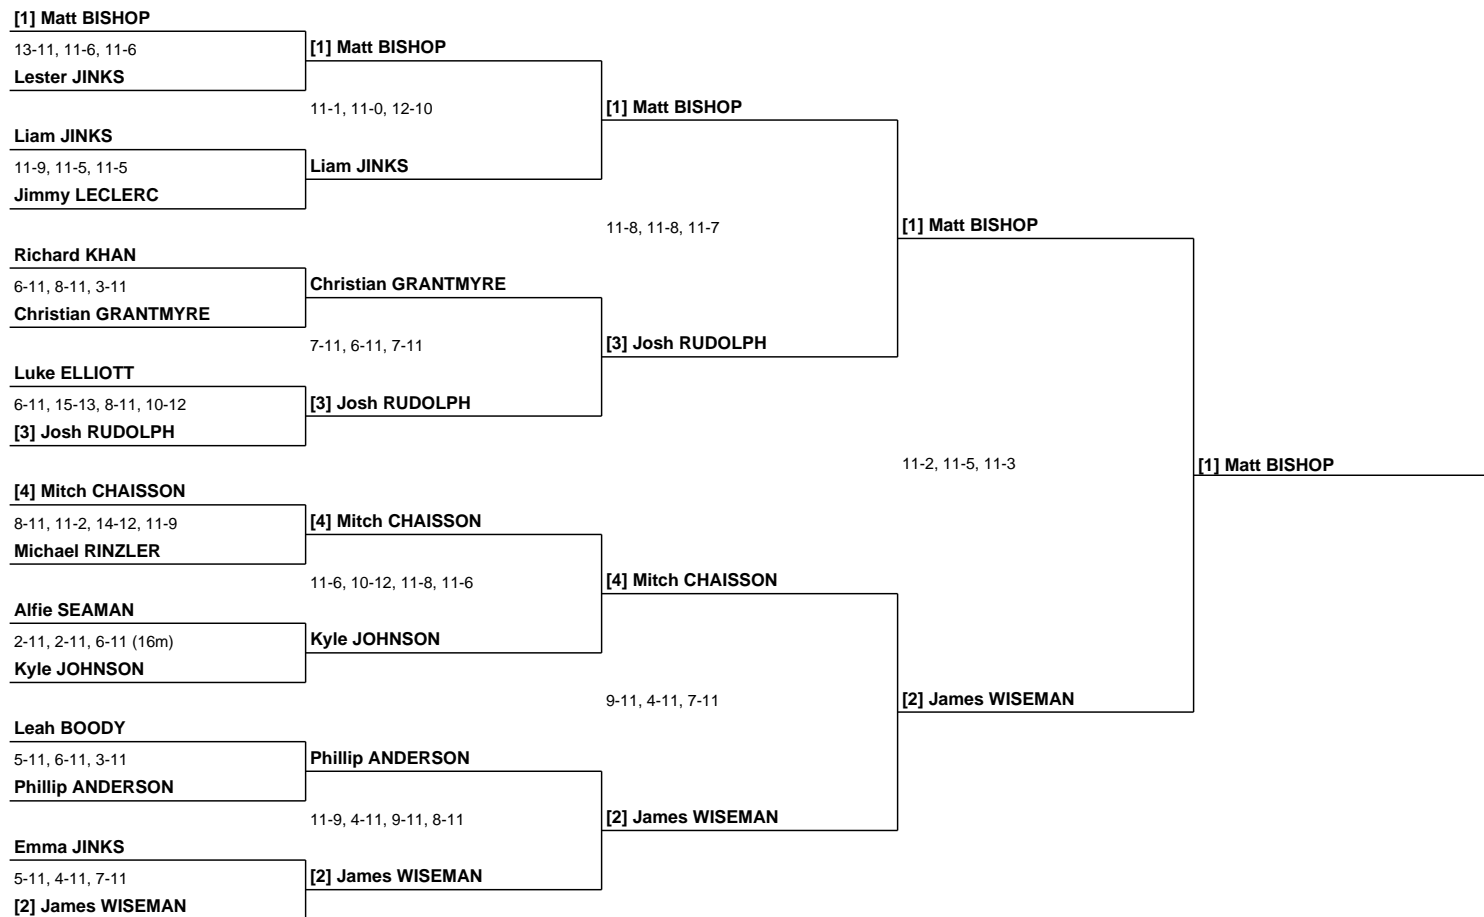 [1] Matt BISHOP
13-11, 11-6, 11-6
Lester JINKS
Liam JINKS
11-9, 11-5, 11-5
Jimmy LECLERC
Richard KHAN
6-11, 8-11, 3-11
Christian GRANTMYRE
Luke ELLIOTT
6-11, 15-13, 8-11, 10-12
[3] Josh RUDOLPH
[4] Mitch CHAISSON
8-11, 11-2, 14-12, 11-9
Michael RINZLER
Alfie SEAMAN
2-11, 2-11, 6-11 (16m)
Kyle JOHNSON
Leah BOODY
5-11, 6-11, 3-11
Phillip ANDERSON
Emma JINKS
5-11, 4-11, 7-11
[2] James WISEMAN
[1] Matt BISHOP
11-1, 11-0, 12-10
Liam JINKS
Christian GRANTMYRE
7-11, 6-11, 7-11
[3] Josh RUDOLPH
[4] Mitch CHAISSON
11-6, 10-12, 11-8, 11-6
Kyle JOHNSON
Phillip ANDERSON
11-9, 4-11, 9-11, 8-11
[2] James WISEMAN
[1] Matt BISHOP
11-8, 11-8, 11-7
[3] Josh RUDOLPH
[4] Mitch CHAISSON
9-11, 4-11, 7-11
[2] James WISEMAN
[1] Matt BISHOP
11-2, 11-5, 11-3
[2] James WISEMAN
[1] Matt BISHOP